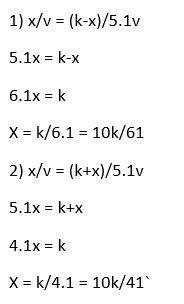 1) x/v = (k-x)/5.1v
5.1x = k-x
6.1x = k
X = k/6.1 = 10k/61
2) x/v = (k+x)/5.1v
5.1x = k+x
4.1x = k
X = k/4.1 = 10k/41`